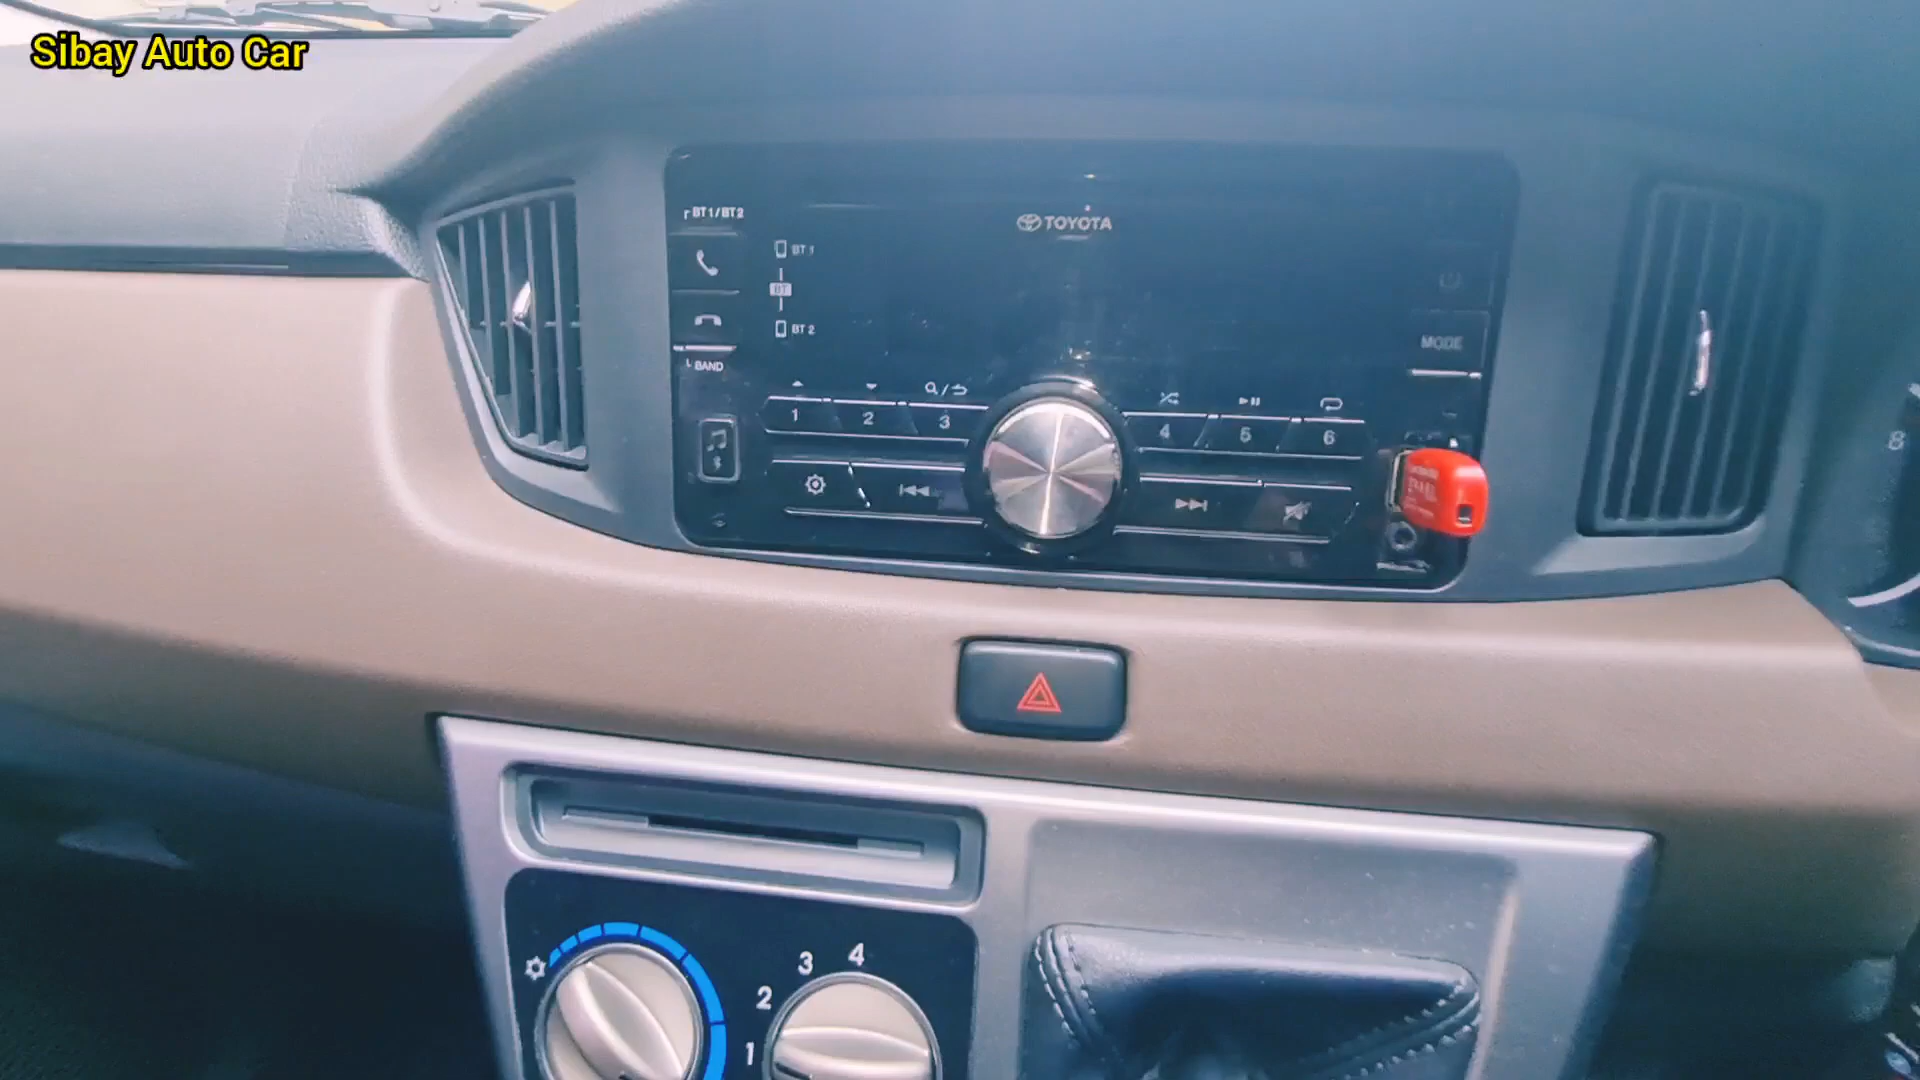 Sibay Auto Car
BT1/BT2
TOYOTA
BT 1
BT
BT 2
MODE
BAND
1 2 3 4 5 6
8
4
3
2
1